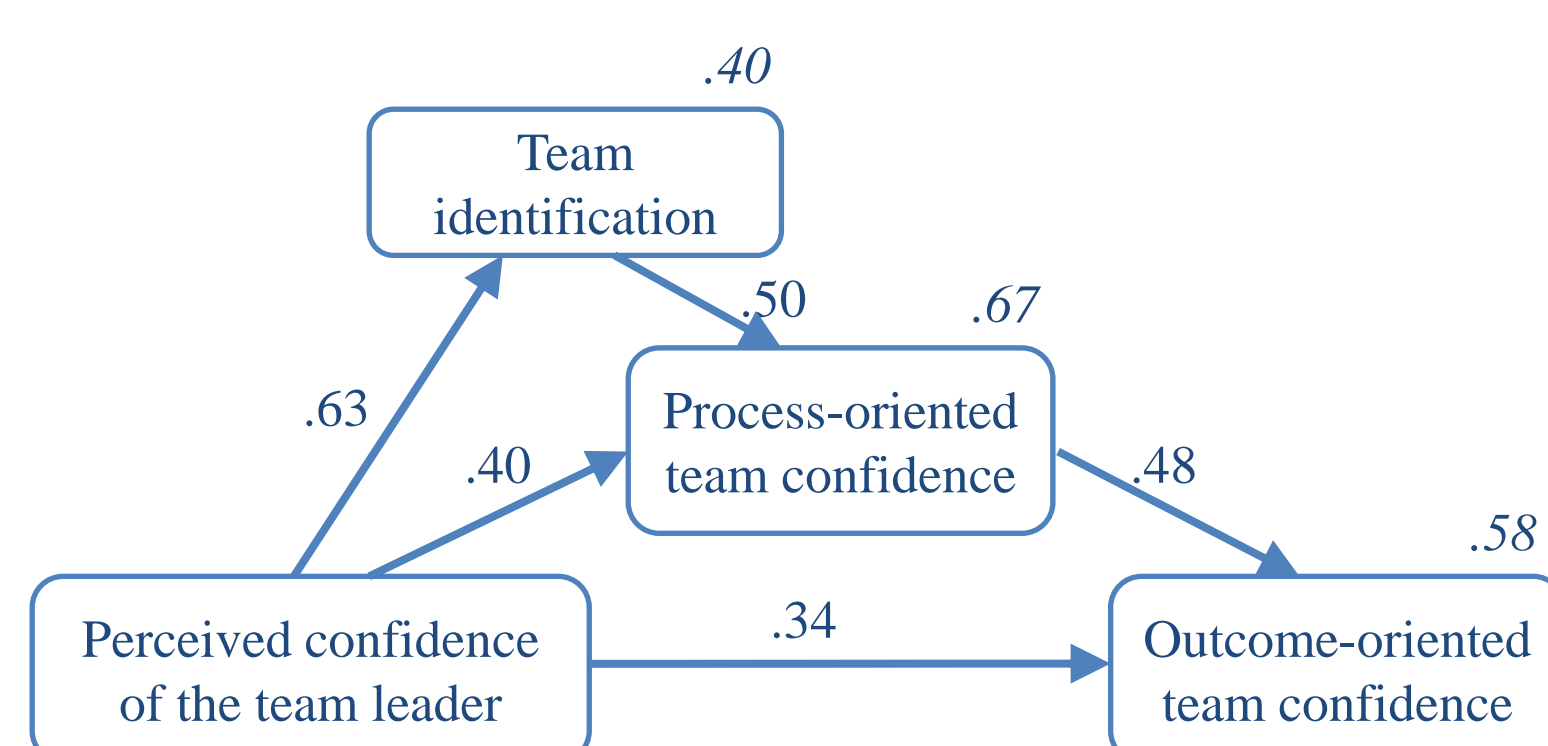 .40
Team
identification
.50
.67
.63
Process-oriented
team confidence
.40
.48
.58
.34
Perceived confidence
of the team leader
Outcome-oriented
team confidence